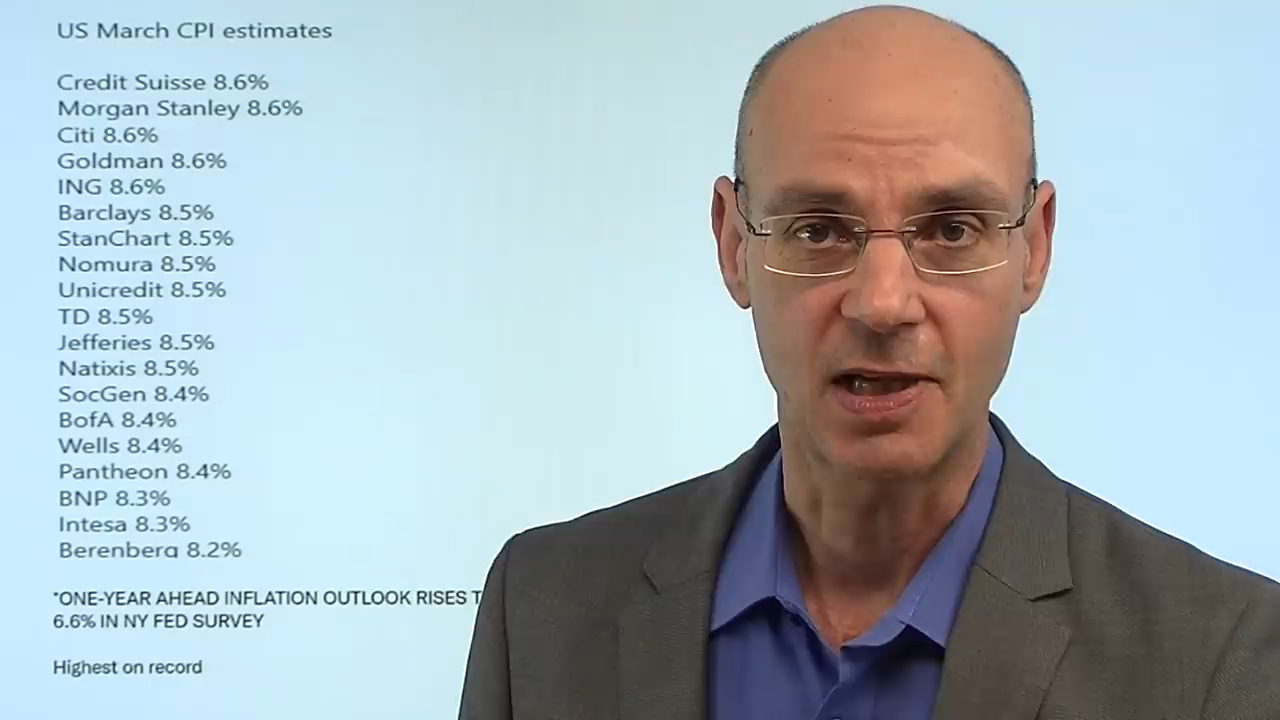 US March CPI estimates
Credit Suisse 8.6%
Morgan Stanley 8.6%
Citi 8.6%
Goldman 8.6%
ING 8.6%
Barclays 8.5%
StanChart 8.5%
Nomura 8.5%
Unicredit 8.5%
TD 8.5%
Jefferies 8.5%
Natixis 8.5%
SocGen 8.4%
BofA 8.4%
Wells 8.4%
Pantheon 8.4%
BNP 8.3%
Intesa 8.3%
Berenberg 8.2%
*ONE-YEAR AHEAD INFLATION OUTLOOK RISES T
6.6% IN NY FED SURVEY
Highest on record